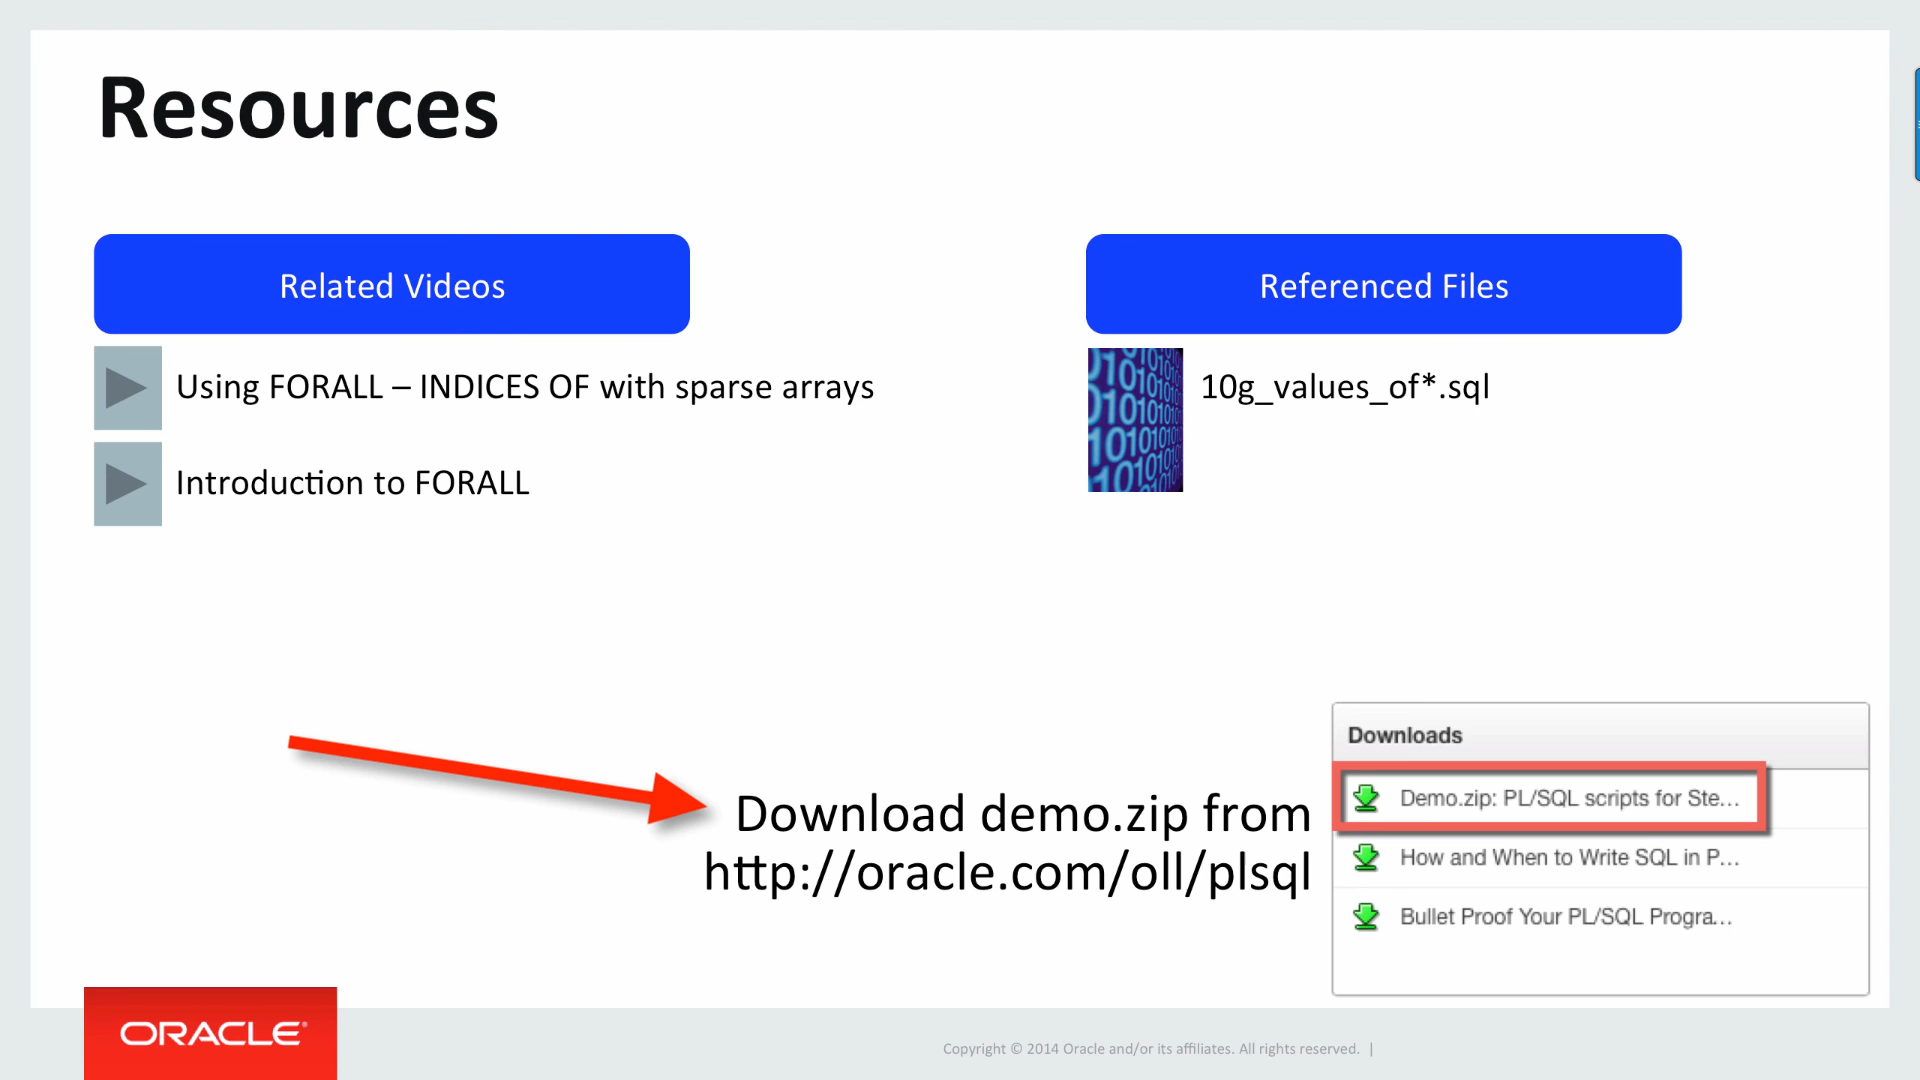 Resources
Related Videos
Using FORALL – INDICES OF with sparse arrays
Introduction to FORALL
Referenced Files
10g_values_of*.sql
Download demo.zip from
http://oracle.com/oll/plsql
Downloads
Demo.zip: PL/SQL scripts for Ste...
How and When to Write SQL in P...
Bullet Proof Your PL/SQL Progra...
ORACLE®
Copyright © 2014 Oracle and/or its affiliates. All rights reserved. |